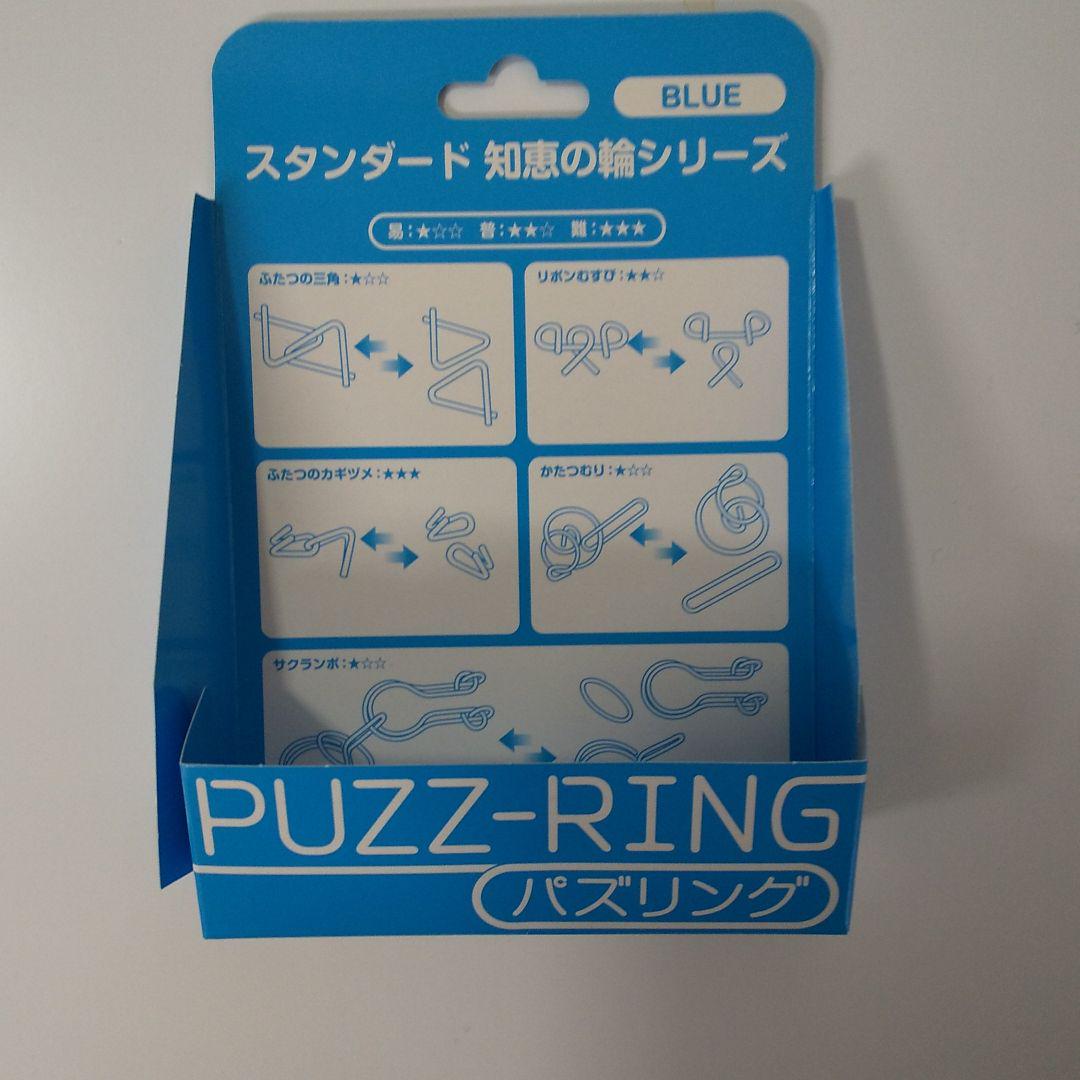 BLUE
スタンダード 知恵の輪シリーズ
易:★☆☆ 普:★★☆ 難:★★★
ふたつの三角:★☆☆
リボンむすび:★★☆
ふたつのカギヅメ:★★★
かたつむり:★☆☆
サクランボ:★☆☆
PUZZ-RING
パズリング